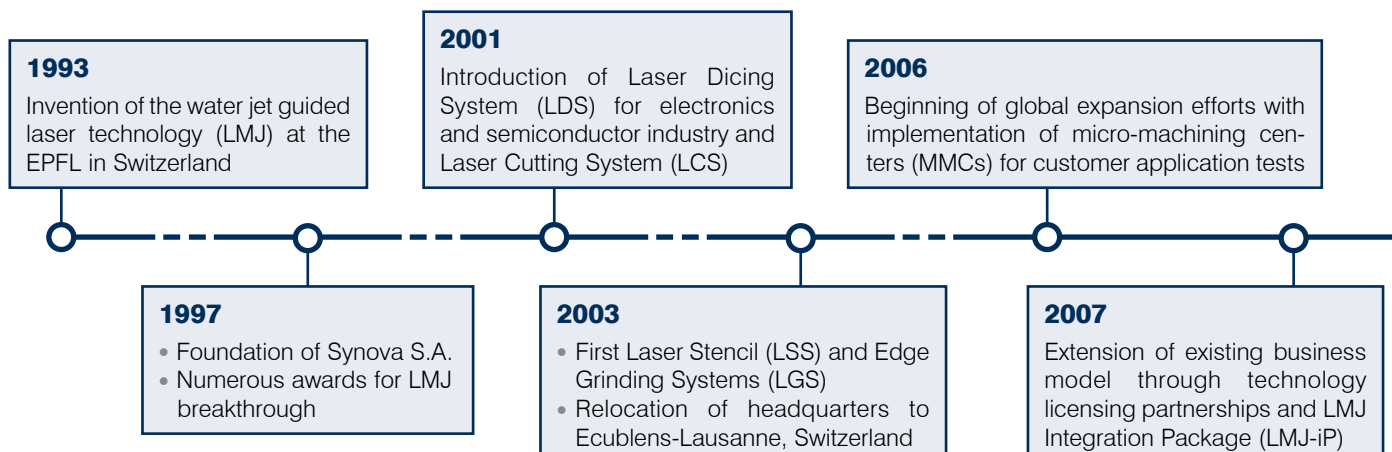 1993
Invention of the water jet guided
laser technology (LMJ) at the
EPFL in Switzerland
1997
• Foundation of Synova S.A.
• Numerous awards for LMJ
breakthrough
2001
Introduction of Laser Dicing
System (LDS) for electronics
and semiconductor industry and
Laser Cutting System (LCS)
2003
• First Laser Stencil (LSS) and Edge
Grinding Systems (LGS)
• Relocation of headquarters to
Ecublens-Lausanne, Switzerland
2006
Beginning of global expansion efforts with
implementation of micro-machining cen-
ters (MMCs) for customer application tests
2007
Extension of existing business
model through technology
licensing partnerships and LMJ
Integration Package (LMJ-iP)